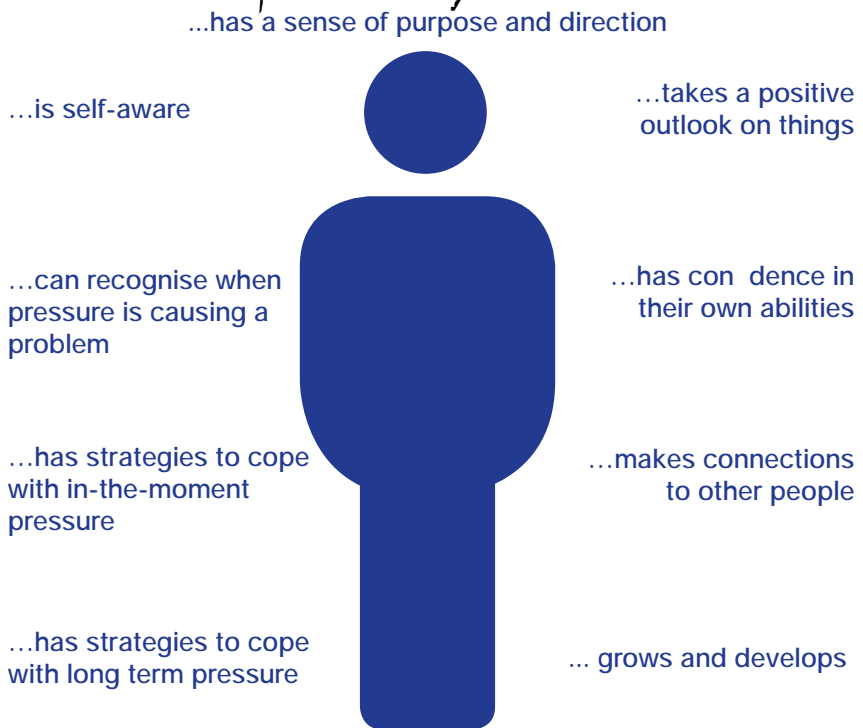 ...has a sense of purpose and direction
…is self-aware
…takes a positive
outlook on things
…can recognise when
pressure is causing a
problem
…has con dence in
their own abilities
…has strategies to cope
with in-the-moment
pressure
…makes connections
to other people
…has strategies to cope
with long term pressure
... grows and develops